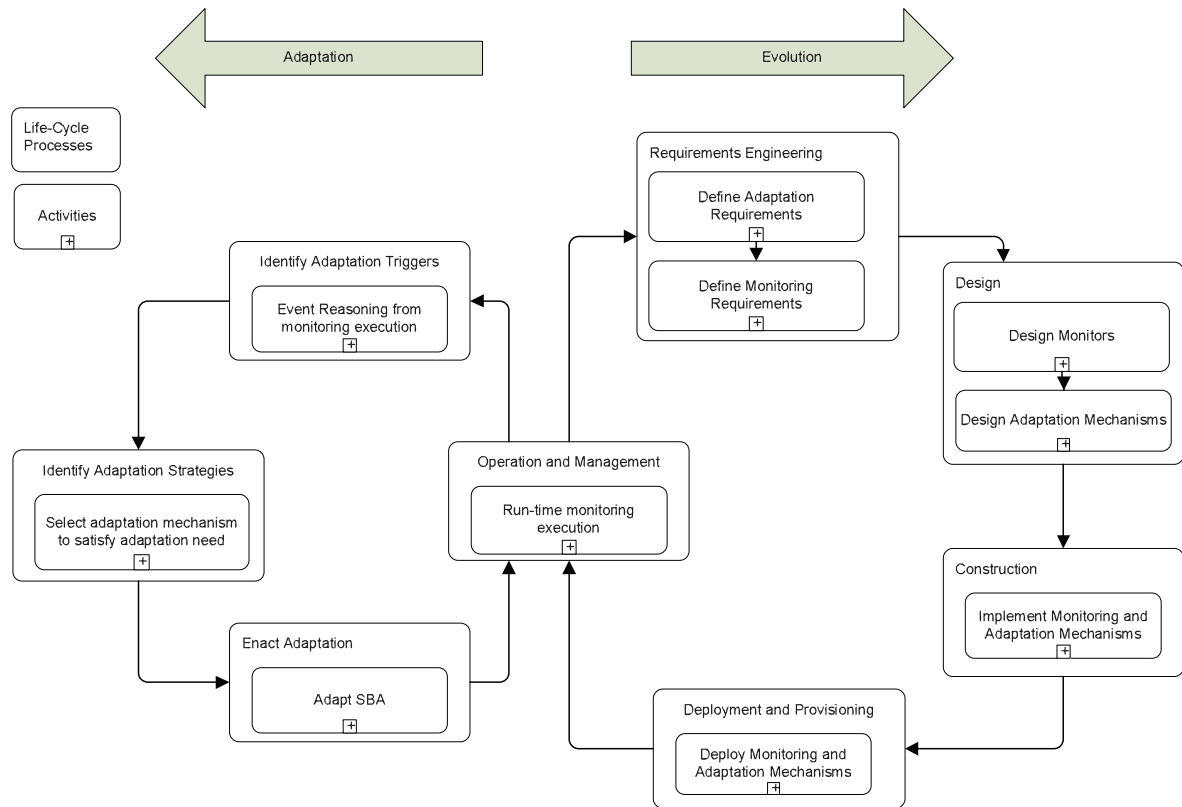 Adaptation
Evolution
Life-Cycle
Processes
Activities
Requirements Engineering
Define Adaptation
Requirements
Define Monitoring
Requirements
Identify Adaptation Triggers
Event Reasoning from
monitoring execution
Design
Design Monitors
Design Adaptation Mechanisms
Identify Adaptation Strategies
Select adaptation mechanism
to satisfy adaptation need
Operation and Management
Run-time monitoring
execution
Construction
Implement Monitoring and
Adaptation Mechanisms
Enact Adaptation
Adapt SBA
Deployment and Provisioning
Deploy Monitoring and
Adaptation Mechanisms